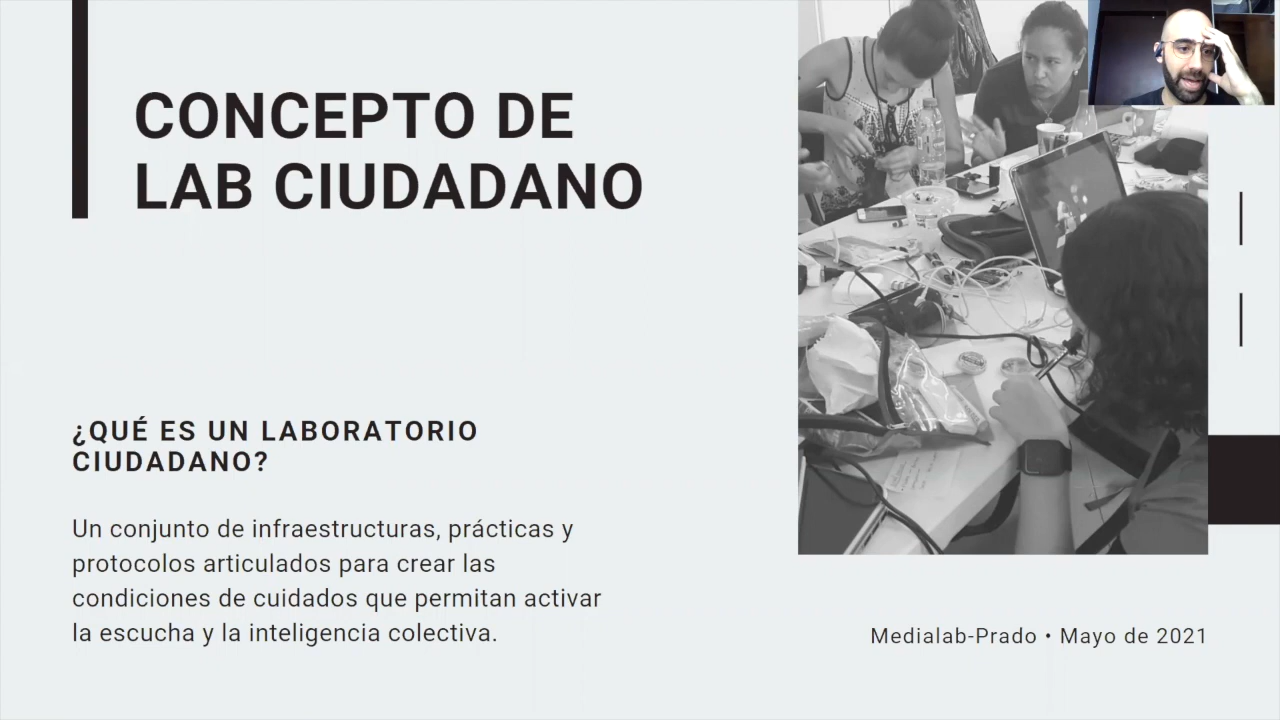 CONCEPTO DE
LAB CIUDADANO
¿QUÉ ES UN LABORATORIO
CIUDADANO?
Un conjunto de infraestructuras, prácticas y
protocolos articulados para crear las
condiciones de cuidados que permitan activar
la escucha y la inteligencia colectiva.
Medialab-Prado • Mayo de 2021